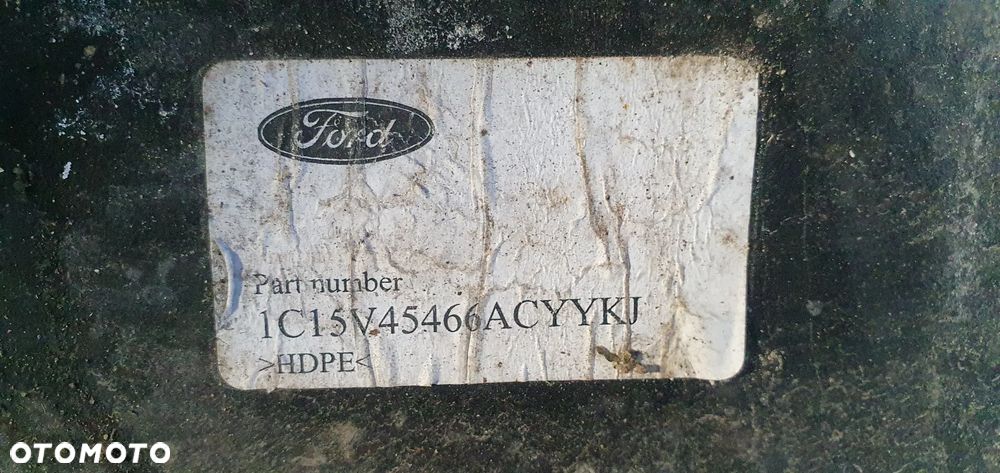 Ford
Part number
1C15V45466ACYYKJ
>HDPE<
OTOMOTO